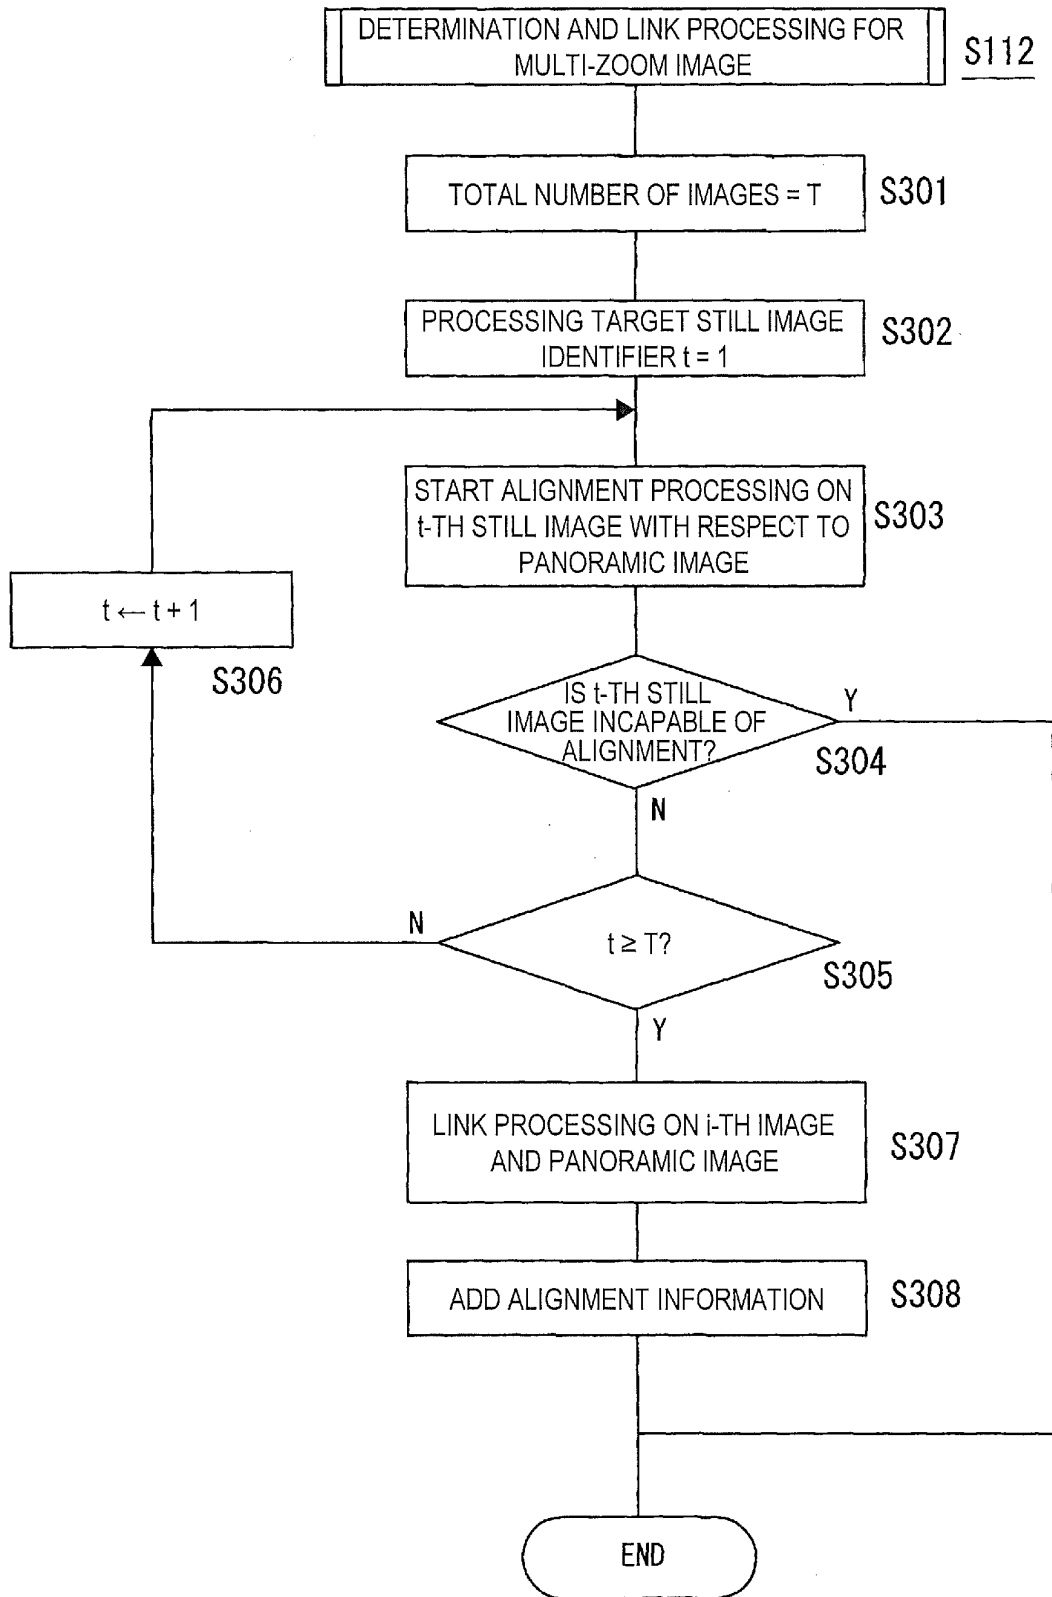 DETERMINATION AND LINK PROCESSING FOR
MULTI-ZOOM IMAGE
S112
TOTAL NUMBER OF IMAGES = T
S301
PROCESSING TARGET STILL IMAGE
IDENTIFIER t = 1
S302
START ALIGNMENT PROCESSING ON
t-TH STILL IMAGE WITH RESPECT TO
PANORAMIC IMAGE
S303
t ← t + 1
S306
IS t-TH STILL
IMAGE INCAPABLE OF
ALIGNMENT?
Y
S304
N
t ≥ T?
N
S305
Y
LINK PROCESSING ON i-TH IMAGE
AND PANORAMIC IMAGE
S307
ADD ALIGNMENT INFORMATION
S308
END